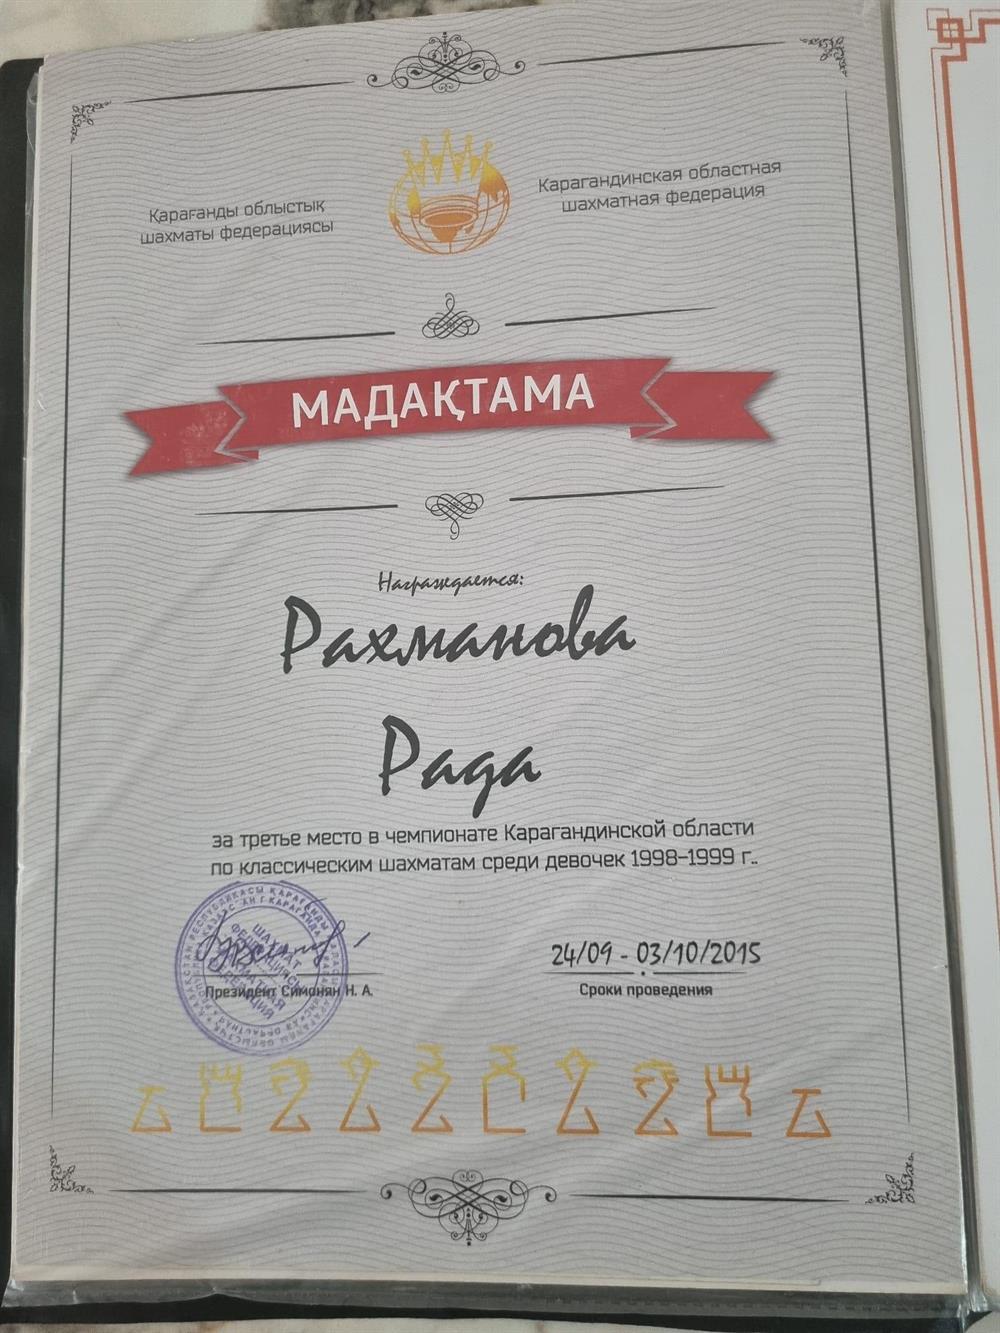 Қарағанды облыстық
шахматы федерациясы
Карагандинская областная
шахматная федерация
МАДАҚТАМА
Награждается:
Рахманова
Рада
за третье место в чемпионате Карагандинской области
по классическим шахматам среди девочек 1998-1999 г..
Президент Симонян Н. А.
24/09 - 03/10/2015
Сроки проведения